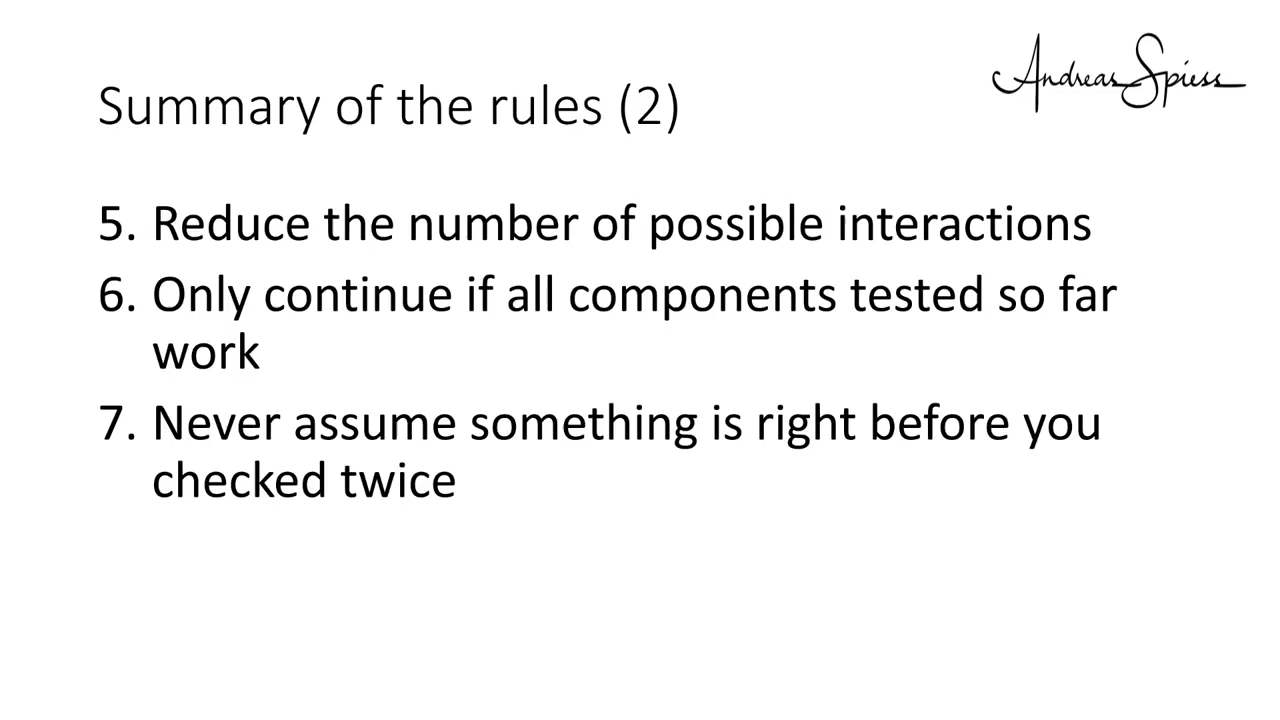 Andreas Spiess
Summary of the rules (2)
5. Reduce the number of possible interactions
6. Only continue if all components tested so far
work
7. Never assume something is right before you
checked twice